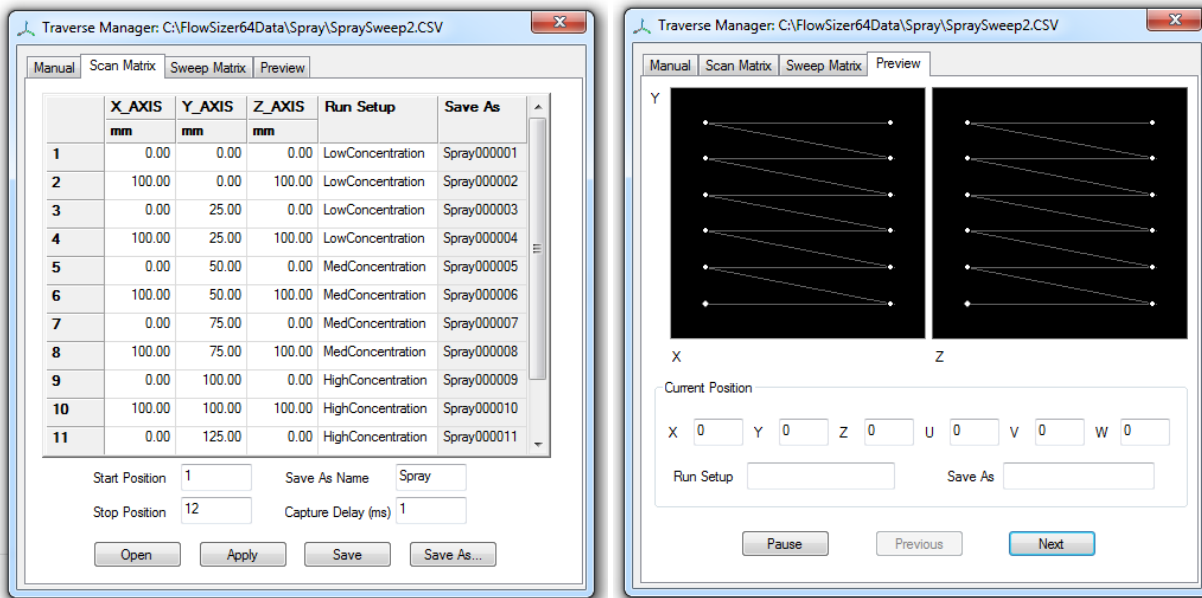 Traverse Manager: C:\FlowSizer64Data\Spray\SpraySweep2.CSV
Manual Scan Matrix Sweep Matrix Preview
X_AXIS Y_AXIS Z_AXIS Run Setup Save As
mm mm mm
1 0.00 0.00 0.00 LowConcentration Spray000001
2 100.00 0.00 100.00 LowConcentration Spray000002
3 0.00 25.00 0.00 LowConcentration Spray000003
4 100.00 25.00 100.00 LowConcentration Spray000004
5 0.00 50.00 0.00 MedConcentration Spray000005
6 100.00 50.00 100.00 MedConcentration Spray000006
7 0.00 75.00 0.00 MedConcentration Spray000007
8 100.00 75.00 100.00 MedConcentration Spray000008
9 0.00 100.00 0.00 HighConcentration Spray000009
10 100.00 100.00 100.00 HighConcentration Spray000010
11 0.00 125.00 0.00 HighConcentration Spray000011
Start Position 1 Save As Name Spray
Stop Position 12 Capture Delay (ms) 1
Open Apply Save Save As...
Traverse Manager: C:\FlowSizer64Data\Spray\SpraySweep2.CSV
Manual Scan Matrix Sweep Matrix Preview
Y
X Z
Current Position
X 0 Y 0 Z 0 U 0 V 0 W 0
Run Setup Save As
Pause Previous Next